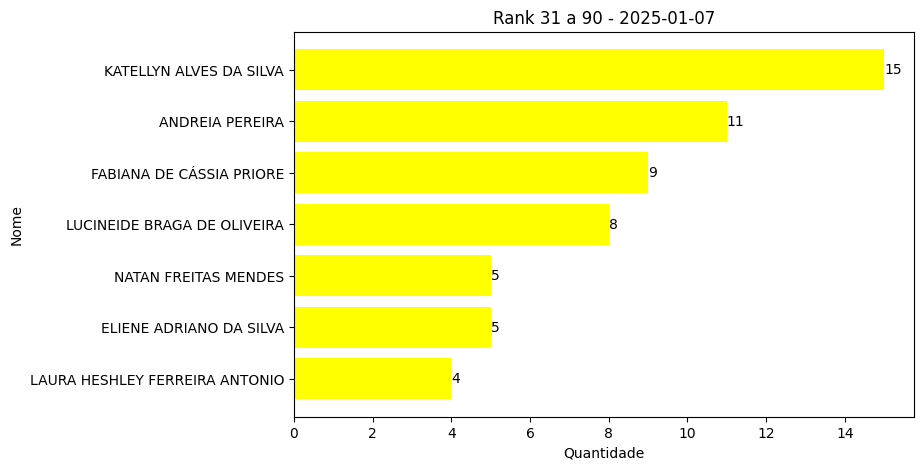 Rank 31 a 90 - 2025-01-07
KATELLYN ALVES DA SILVA 15
ANDREIA PEREIRA 11
FABIANA DE CÁSSIA PRIORE 9
LUCINEIDE BRAGA DE OLIVEIRA 8
NATAN FREITAS MENDES 5
ELIENE ADRIANO DA SILVA 5
LAURA HESHLEY FERREIRA ANTONIO 4
Nome
0 2 4 6 8 10 12 14
Quantidade